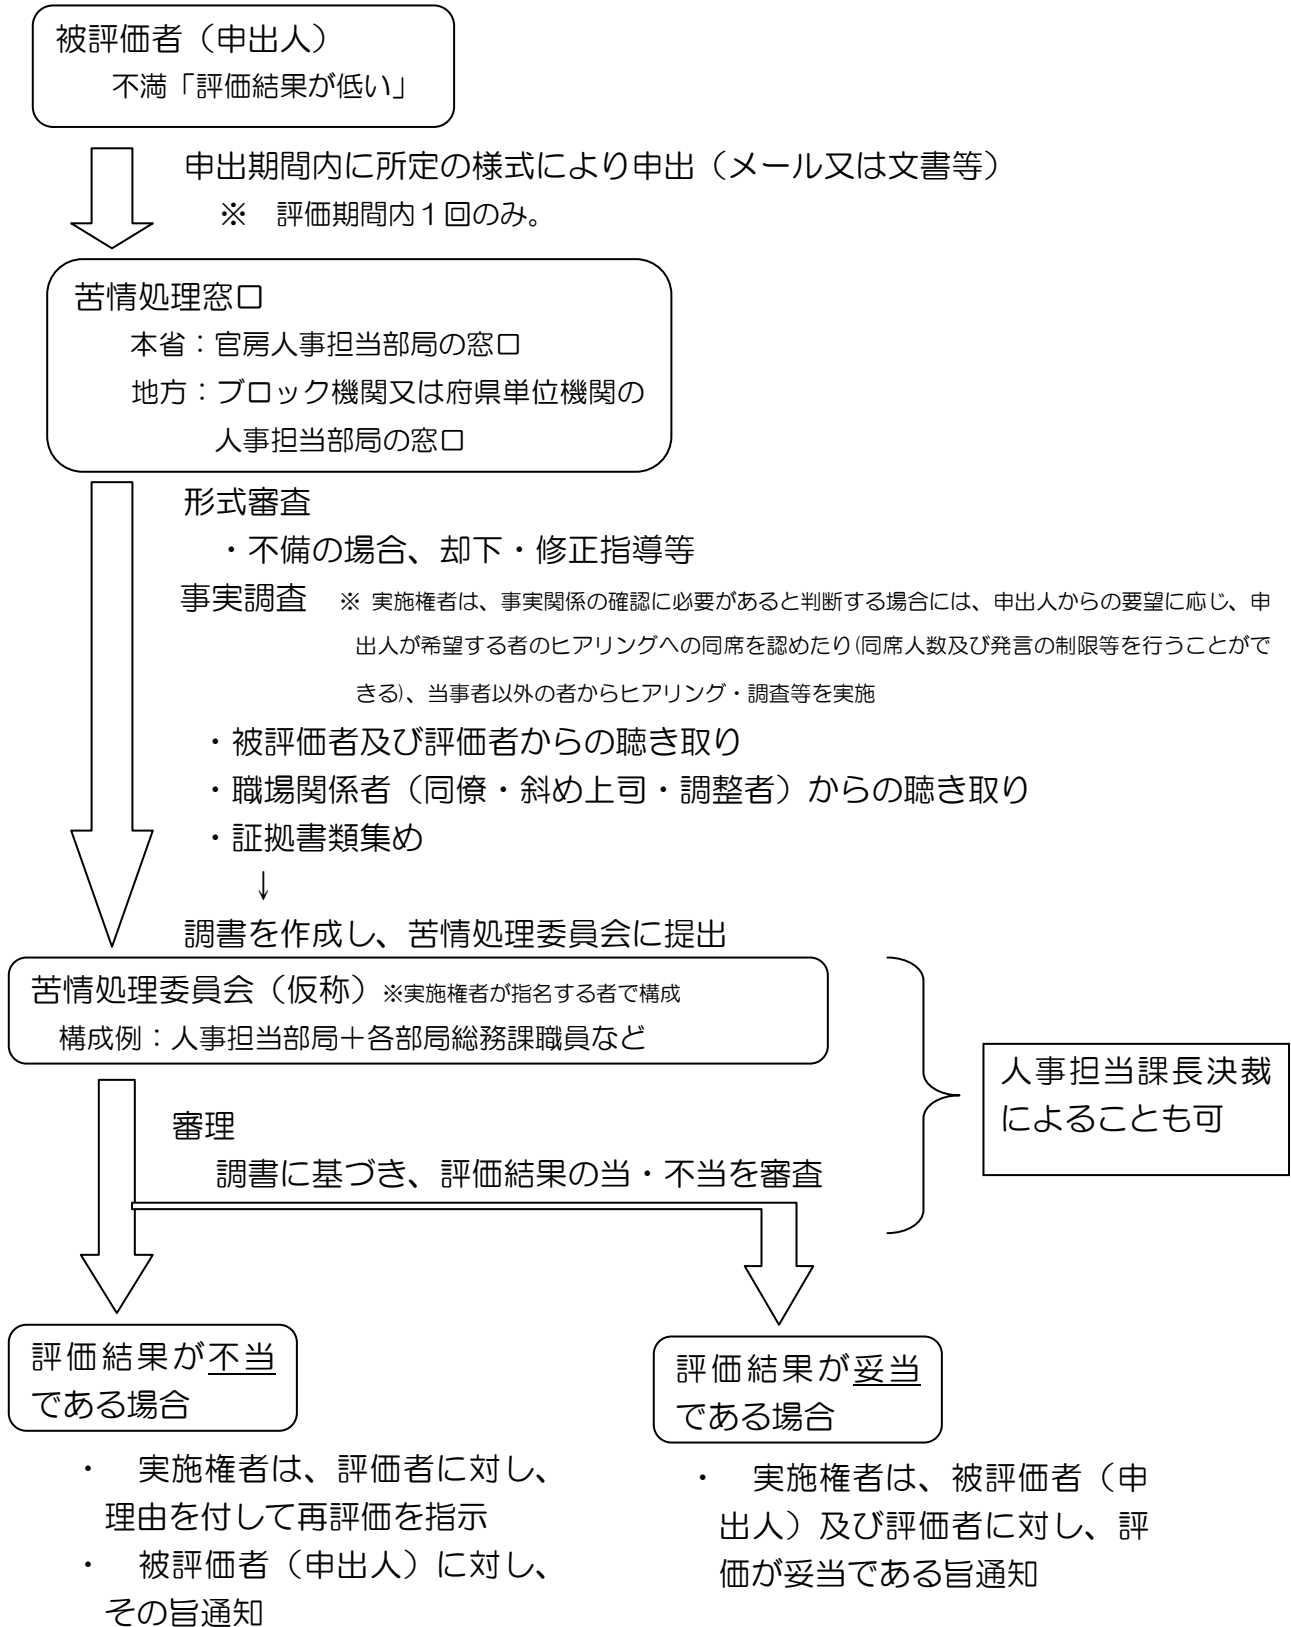 被評価者（申出人）
不満「評価結果が低い」
申出期間内に所定の様式により申出（メール又は文書等）
※　評価期間内１回のみ。
苦情処理窓口
本省：官房人事担当部局の窓口
地方：ブロック機関又は府県単位機関の
人事担当部局の窓口
形式審査
・不備の場合、却下・修正指導等
事実調査　※ 実施権者は、事実関係の確認に必要があると判断する場合には、申出人からの要望に応じ、申
出人が希望する者のヒアリングへの同席を認めたり(同席人数及び発言の制限等を行うことがで
きる)、当事者以外の者からヒアリング・調査等を実施
・被評価者及び評価者からの聴き取り
・職場関係者（同僚・斜め上司・調整者）からの聴き取り
・証拠書類集め
↓
調書を作成し、苦情処理委員会に提出
苦情処理委員会（仮称）※実施権者が指名する者で構成
構成例：人事担当部局＋各部局総務課職員など
人事担当課長決裁
によることも可
審理
調書に基づき、評価結果の当・不当を審査
評価結果が不当
である場合
・　実施権者は、評価者に対し、
理由を付して再評価を指示
・　被評価者（申出人）に対し、
その旨通知
評価結果が妥当
である場合
・　実施権者は、被評価者（申
出人）及び評価者に対し、評
価が妥当である旨通知